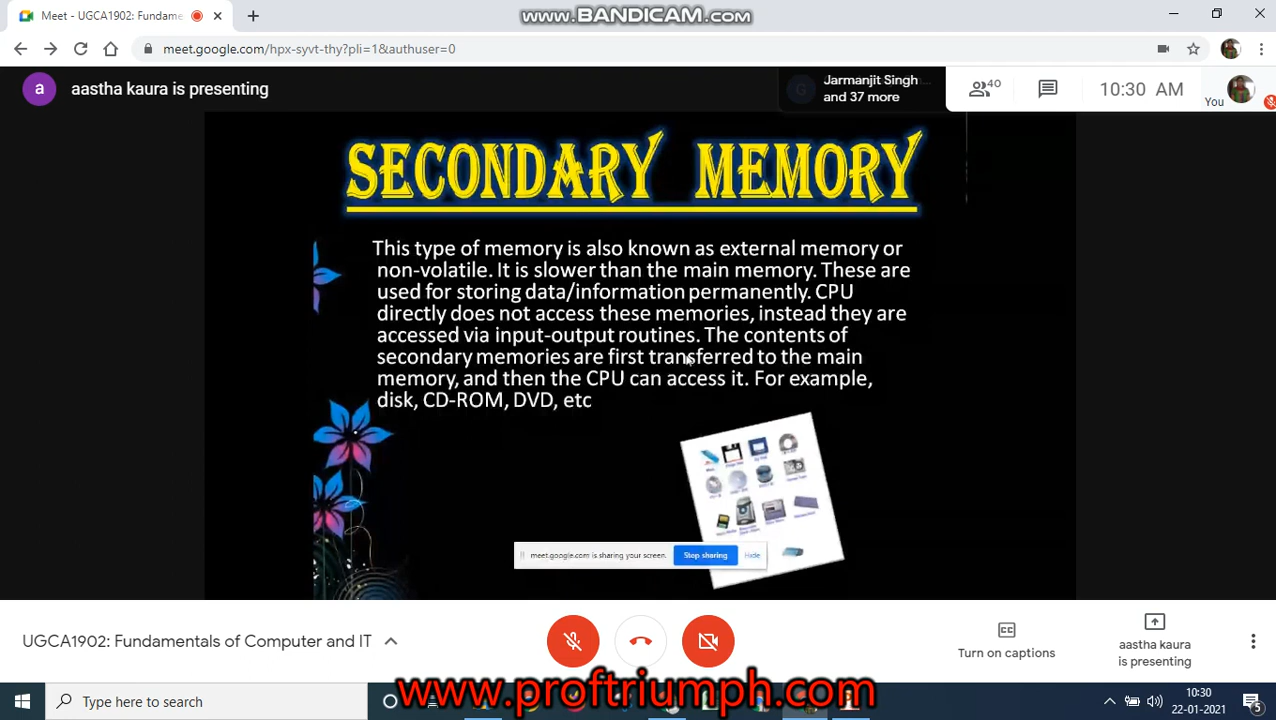 Meet - UGCA1902: Fundame
www.BANDICAM.com
meet.google.com/hpx-syvt-thy?pli=1&authuser=0
a
aastha kaura is presenting
G
Jarmanjit Singh
and 37 more
40
10:30 AM
You
SECONDARY MEMORY
This type of memory is also known as external memory or
non-volatile. It is slower than the main memory. These are
used for storing data/information permanently. CPU
directly does not access these memories, instead they are
accessed via input-output routines. The contents of
secondary memories are first transferred to the main
memory, and then the CPU can access it. For example,
disk, CD-ROM, DVD, etc
meet.google.com is sharing your screen.
Stop sharing
Hide
UGCA1902: Fundamentals of Computer and IT
CC
Turn on captions
aastha kaura
is presenting
www.proftriumph.com
Type here to search
10:30
22-01-2021
5